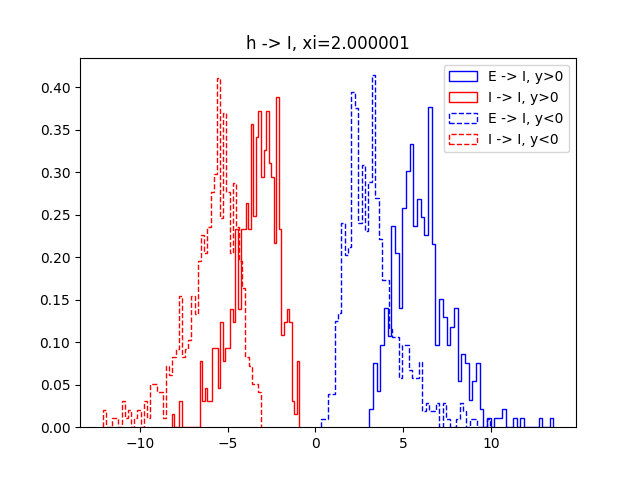 h -> I, xi=2.000001
E -> I, y>0
I -> I, y>0
E -> I, y<0
I -> I, y<0
0.40
0.35
0.30
0.25
0.20
0.15
0.10
0.05
0.00
−10 −5 0 5 10